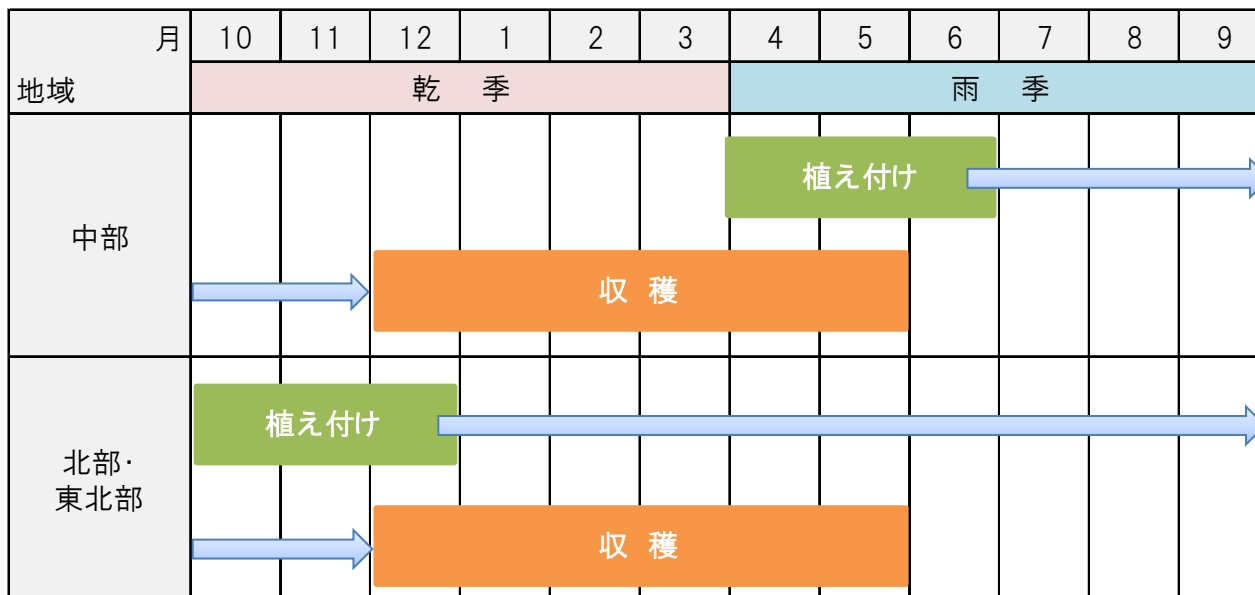 月 10 11 12 1 2 3 4 5 6 7 8 9
地域 乾 季 雨 季
植え付け
中部
収 穫
植え付け
北部・
東北部
収 穫